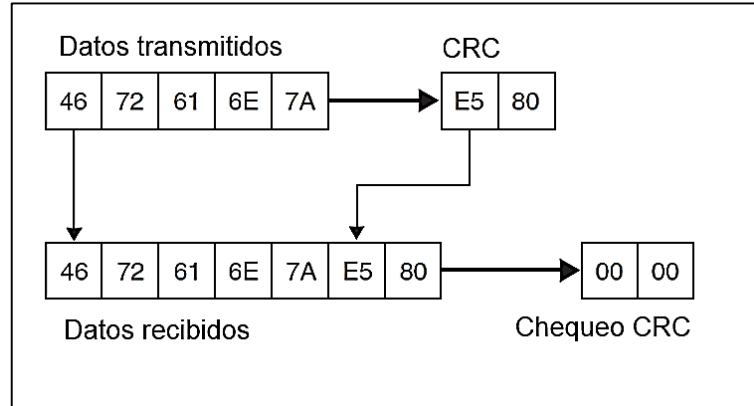 Datos transmitidos
CRC
46 72 61 6E 7A
E5 80
46 72 61 6E 7A E5 80
00 00
Datos recibidos
Chequeo CRC